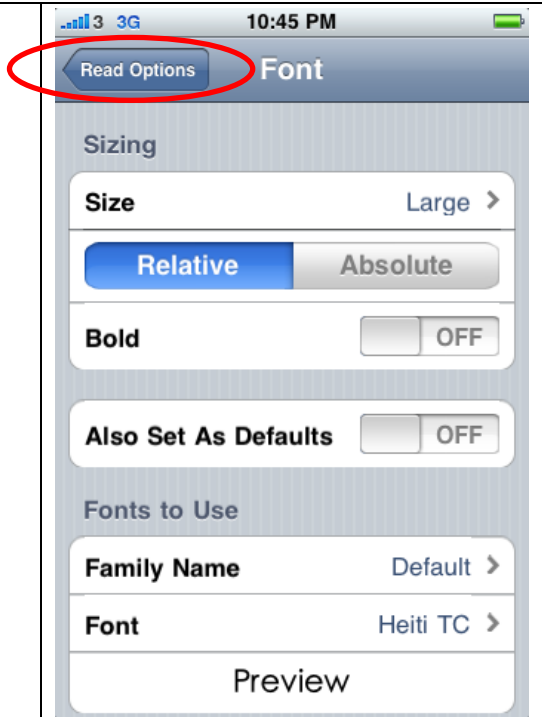 3 3G 10:45 PM
Read Options Font
Sizing
Size Large
Relative Absolute
Bold OFF
Also Set As Defaults OFF
Fonts to Use
Family Name Default
Font Heiti TC
Preview